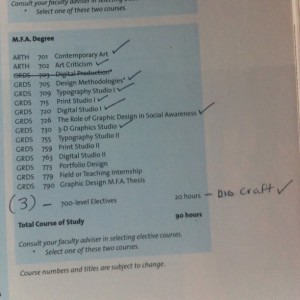 Consult your faculty adviser in selecting elective
• Select one of these two courses.
M.F.A. Degree
ARTH 701 Contemporary Art ✓
ARTH 702 Art Criticism ✓
GRDS 703 Digital Production*
GRDS 705 Design Methodologies* ✓
GRDS 709 Typography Studio I ✓
GRDS 715 Print Studio I ✓
GRDS 720 Digital Studio I ✓
GRDS 726 The Role of Graphic Design in Social Awareness ✓
GRDS 730 3-D Graphics Studio ✓
GRDS 755 Typography Studio II
GRDS 759 Print Studio II
GRDS 763 Digital Studio II
GRDS 773 Portfolio Design
GRDS 779 Field or Teaching Internship
GRDS 790 Graphic Design M.F.A. Thesis
(3) – 700-level Electives 20 hours – Dig Craft ✓
Total Course of Study 90 hours
Consult your faculty adviser in selecting elective courses.
• Select one of these two courses.
Course numbers and titles are subject to change.